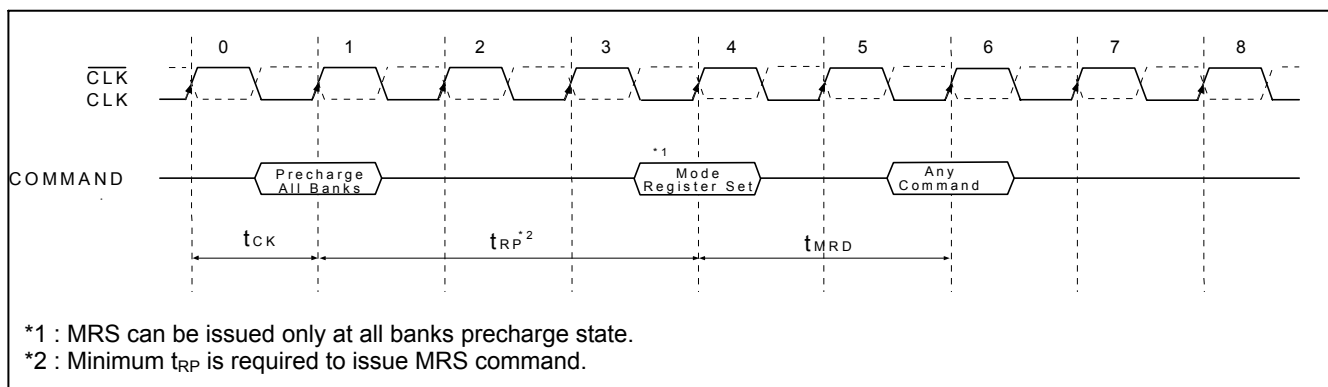 0 1 2 3 4 5 6 7 8
CLK
CLK
*1
COMMAND
Precharge
All Banks
Mode
Register Set
Any
Command
tCK
tRP*2
tMRD
*1 : MRS can be issued only at all banks precharge state.
*2 : Minimum tRP is required to issue MRS command.